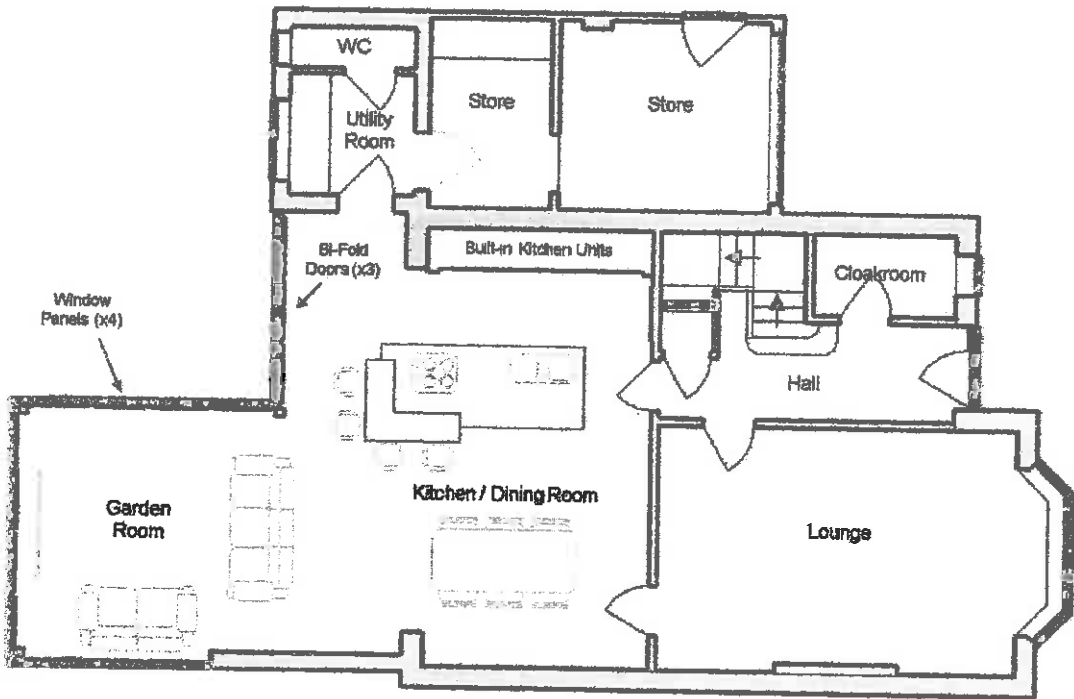 WC
Store
Store
Utility
Room
Bi-Fold
Doors (x3)
Built-in Kitchen Units
Cloakroom
Window
Panels (x4)
Hall
Garden
Room
Kitchen / Dining Room
Lounge